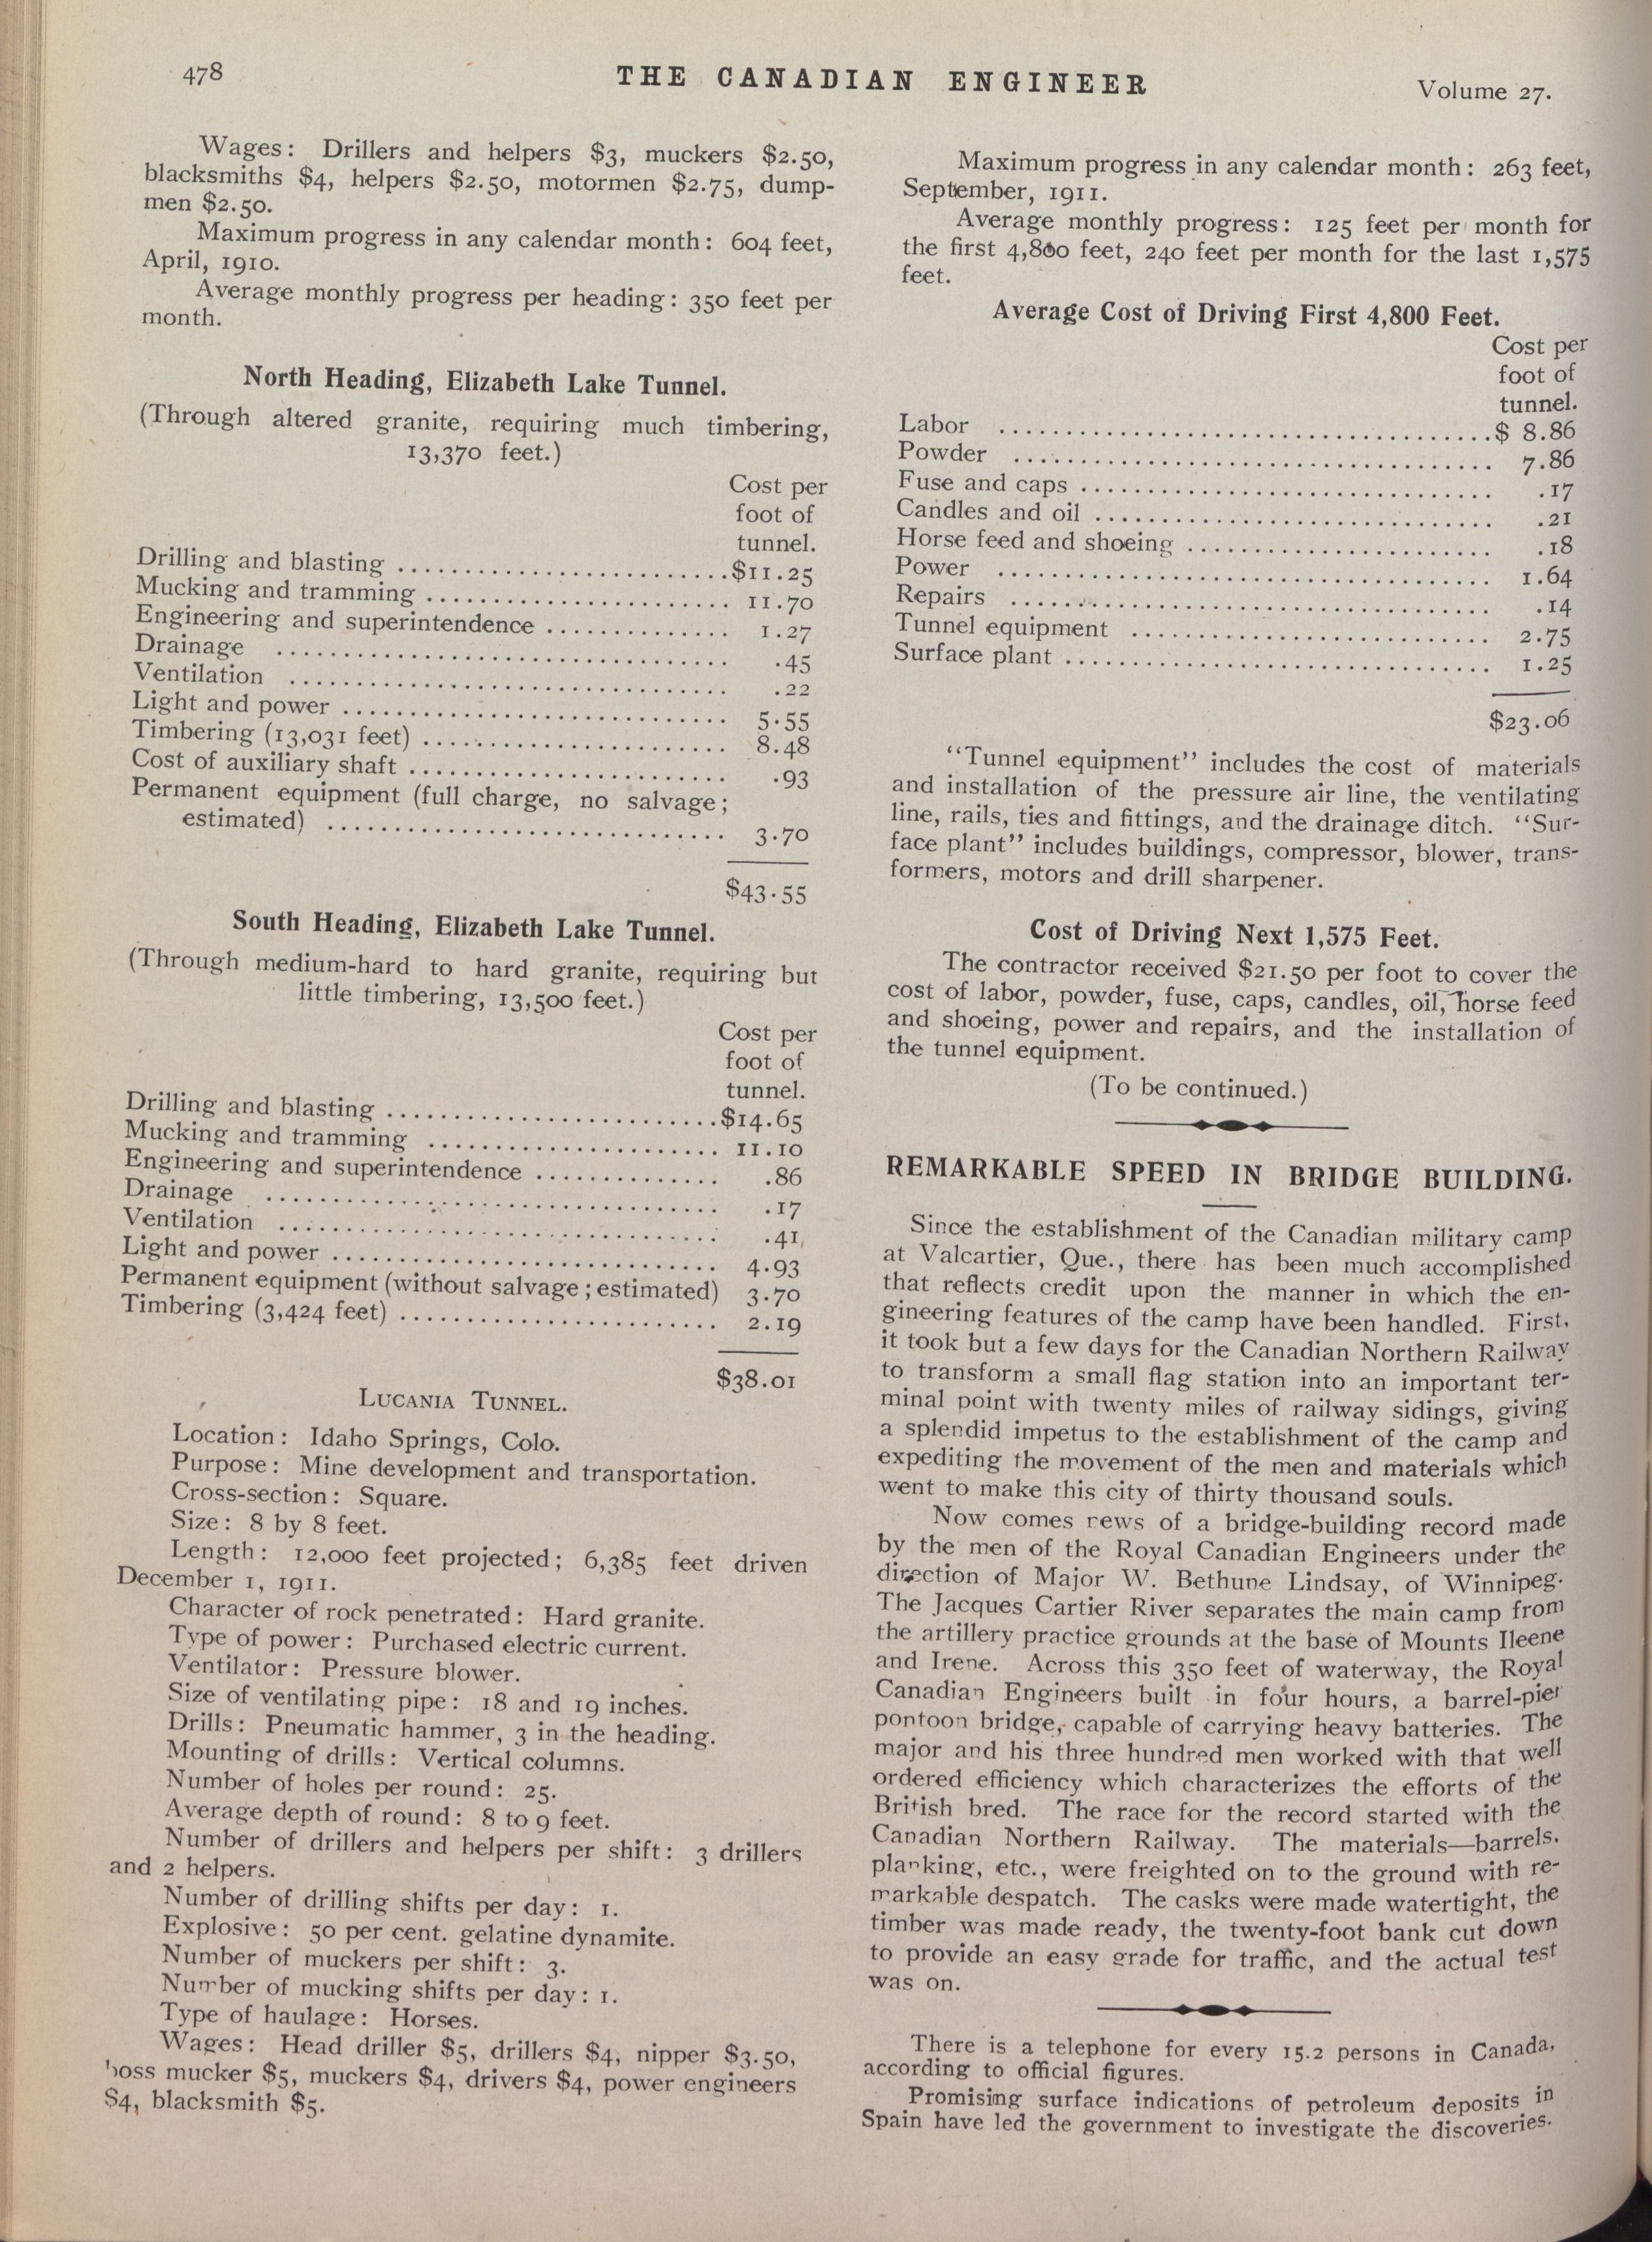 478
THE CANADIAN ENGINEER
Volume 27.
Wages: Drillers and helpers $3, muckers $2.50,
blacksmiths $4, helpers $2.50, motormen $2.75, dump-
men $2.50.
Maximum progress in any calendar month: 604 feet,
April, 1910.
Average monthly progress per heading: 350 feet per
month.
North Heading, Elizabeth Lake Tunnel.
(Through altered granite, requiring much timbering,
13,370 feet.)
Cost per
foot of
tunnel.
Drilling and blasting ........................$11.25
Mucking and tramming ....................... 11.70
Engineering and superintendence .............. 1.27
Drainage .................................. .45
Ventilation ................................. .22
Light and power ............................. 5.55
Timbering (13,031 feet) ....................... 8.48
Cost of auxiliary shaft ........................ .93
Permanent equipment (full charge, no salvage;
estimated) .............................. 3.70
$43.55
South Heading, Elizabeth Lake Tunnel.
(Through medium-hard to hard granite, requiring but
little timbering, 13,500 feet.)
Cost per
foot of
tunnel.
Drilling and blasting ........................$14.65
Mucking and tramming ...................... 11.10
Engineering and superintendence .............. .86
Drainage .................................. .17
Ventilation ................................. .41
Light and power ............................. 4.93
Permanent equipment (without salvage; estimated) 3.70
Timbering (3,424 feet) ........................ 2.19
$38.01
LUCANIA TUNNEL.
Location: Idaho Springs, Colo.
Purpose: Mine development and transportation.
Cross-section: Square.
Size: 8 by 8 feet.
Length: 12,000 feet projected; 6,385 feet driven
December 1, 1911.
Character of rock penetrated: Hard granite.
Type of power: Purchased electric current.
Ventilator: Pressure blower.
Size of ventilating pipe: 18 and 19 inches.
Drills: Pneumatic hammer, 3 in the heading.
Mounting of drills: Vertical columns.
Number of holes per round: 25.
Average depth of round: 8 to 9 feet.
Number of drillers and helpers per shift: 3 drillers
and 2 helpers.
Number of drilling shifts per day: 1.
Explosive: 50 per cent. gelatine dynamite.
Number of muckers per shift: 3.
Number of mucking shifts per day: 1.
Type of haulage: Horses.
Wages: Head driller $5, drillers $4, nipper $3.50,
boss mucker $5, muckers $4, drivers $4, power engineers
$4, blacksmith $5.
Maximum progress in any calendar month: 263 feet,
September, 1911.
Average monthly progress: 125 feet per month for
the first 4,800 feet, 240 feet per month for the last 1,575
feet.
Average Cost of Driving First 4,800 Feet.
Cost per
foot of
tunnel.
Labor .....................................$ 8.86
Powder .................................... 7.86
Fuse and caps ............................... .17
Candles and oil .............................. .21
Horse feed and shoeing ....................... .18
Power ..................................... 1.64
Repairs .................................... .14
Tunnel equipment ........................... 2.75
Surface plant ................................ 1.25
$23.06
"Tunnel equipment" includes the cost of materials
and installation of the pressure air line, the ventilating
line, rails, ties and fittings, and the drainage ditch. "Sur-
face plant" includes buildings, compressor, blower, trans-
formers, motors and drill sharpener.
Cost of Driving Next 1,575 Feet.
The contractor received $21.50 per foot to cover the
cost of labor, powder, fuse, caps, candles, oil, horse feed
and shoeing, power and repairs, and the installation of
the tunnel equipment.
(To be continued.)
REMARKABLE SPEED IN BRIDGE BUILDING.
Since the establishment of the Canadian military camp
at Valcartier, Que., there has been much accomplished
that reflects credit upon the manner in which the en-
gineering features of the camp have been handled. First,
it took but a few days for the Canadian Northern Railway
to transform a small flag station into an important ter-
minal point with twenty miles of railway sidings, giving
a splendid impetus to the establishment of the camp and
expediting the movement of the men and materials which
went to make this city of thirty thousand souls.
Now comes news of a bridge-building record made
by the men of the Royal Canadian Engineers under the
direction of Major W. Bethune Lindsay, of Winnipeg.
The Jacques Cartier River separates the main camp from
the artillery practice grounds at the base of Mounts Ileene
and Irene. Across this 350 feet of waterway, the Royal
Canadian Engineers built in four hours, a barrel-pier
pontoon bridge, capable of carrying heavy batteries. The
major and his three hundred men worked with that well
ordered efficiency which characterizes the efforts of the
British bred. The race for the record started with the
Canadian Northern Railway. The materials—barrels,
planking, etc., were freighted on to the ground with re-
markable despatch. The casks were made watertight, the
timber was made ready, the twenty-foot bank cut down
to provide an easy grade for traffic, and the actual test
was on.
There is a telephone for every 15.2 persons in Canada,
according to official figures.
Promising surface indications of petroleum deposits in
Spain have led the government to investigate the discoveries.